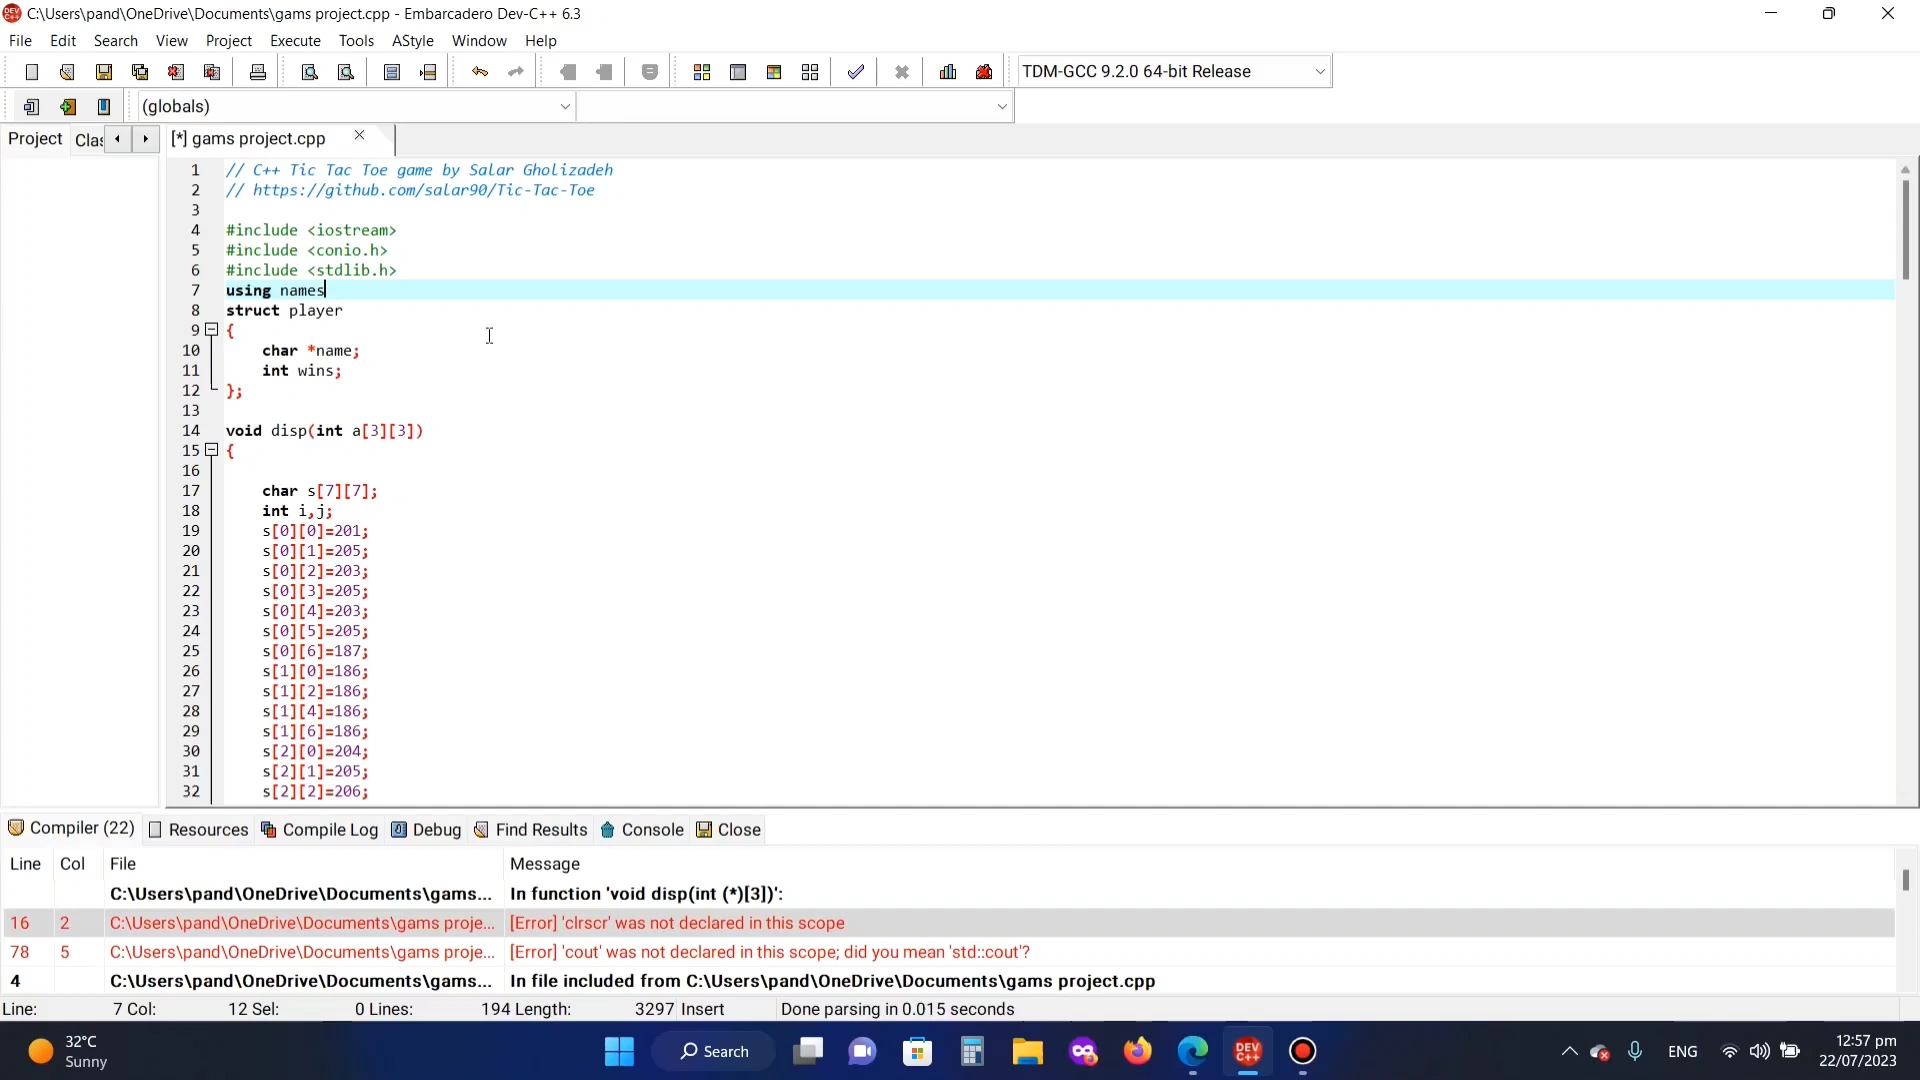 C:\Users\pand\OneDrive\Documents\gams project.cpp - Embarcadero Dev-C++ 6.3
File Edit Search View Project Execute Tools AStyle Window Help
TDM-GCC 9.2.0 64-bit Release
(globals)
Project Clas [*] gams project.cpp
1 // C++ Tic Tac Toe game by Salar Gholizadeh
2 // https://github.com/salar90/Tic-Tac-Toe
3
4 #include <iostream>
5 #include <conio.h>
6 #include <stdlib.h>
7 using names
8 struct player
9 {
10 char *name;
11 int wins;
12 };
13
14 void disp(int a[3][3])
15 {
16
17 char s[7][7];
18 int i,j;
19 s[0][0]=201;
20 s[0][1]=205;
21 s[0][2]=203;
22 s[0][3]=205;
23 s[0][4]=203;
24 s[0][5]=205;
25 s[0][6]=187;
26 s[1][0]=186;
27 s[1][2]=186;
28 s[1][4]=186;
29 s[1][6]=186;
30 s[2][0]=204;
31 s[2][1]=205;
32 s[2][2]=206;
Compiler (22) Resources Compile Log Debug Find Results Console Close
Line Col File Message
C:\Users\pand\OneDrive\Documents\gams... In function 'void disp(int (*)[3])':
16 2 C:\Users\pand\OneDrive\Documents\gams proje... [Error] 'clrscr' was not declared in this scope
78 5 C:\Users\pand\OneDrive\Documents\gams proje... [Error] 'cout' was not declared in this scope; did you mean 'std::cout'?
4 C:\Users\pand\OneDrive\Documents\gams... In file included from C:\Users\pand\OneDrive\Documents\gams project.cpp
Line: 7 Col: 12 Sel: 0 Lines: 194 Length: 3297 Insert Done parsing in 0.015 seconds
32°C
Sunny
Search
DEV C++
ENG
12:57 pm
22/07/2023